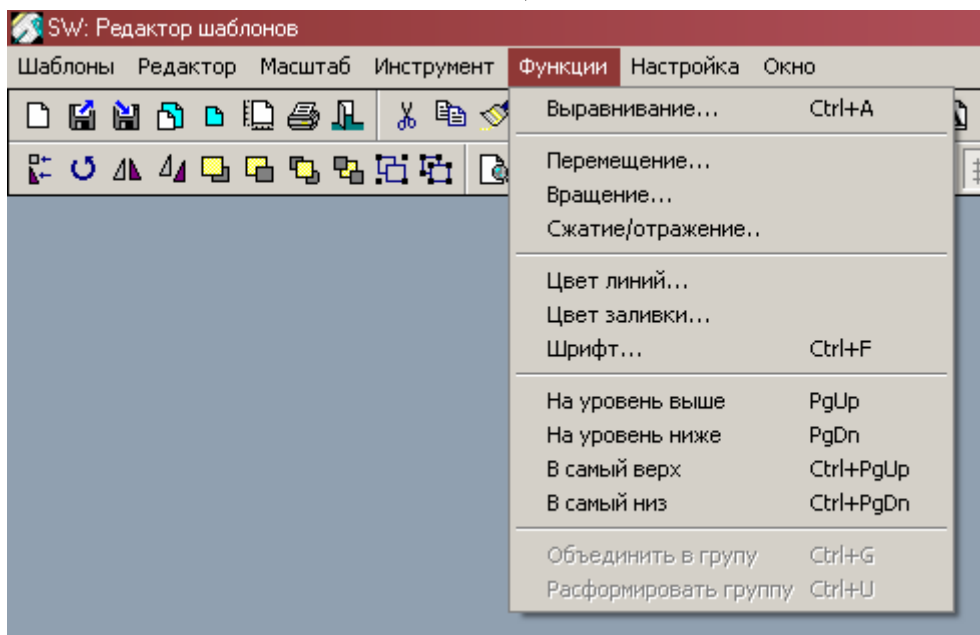 SW: Редактор шаблонов
Шаблоны Редактор Масштаб Инструмент Функции Настройка Окно
Выравнивание... Ctrl+A
Перемещение...
Вращение...
Сжатие/отражение..
Цвет линий...
Цвет заливки...
Шрифт... Ctrl+F
На уровень выше PgUp
На уровень ниже PgDn
В самый верх Ctrl+PgUp
В самый низ Ctrl+PgDn
Объединить в групу Ctrl+G
Расформировать группу Ctrl+U